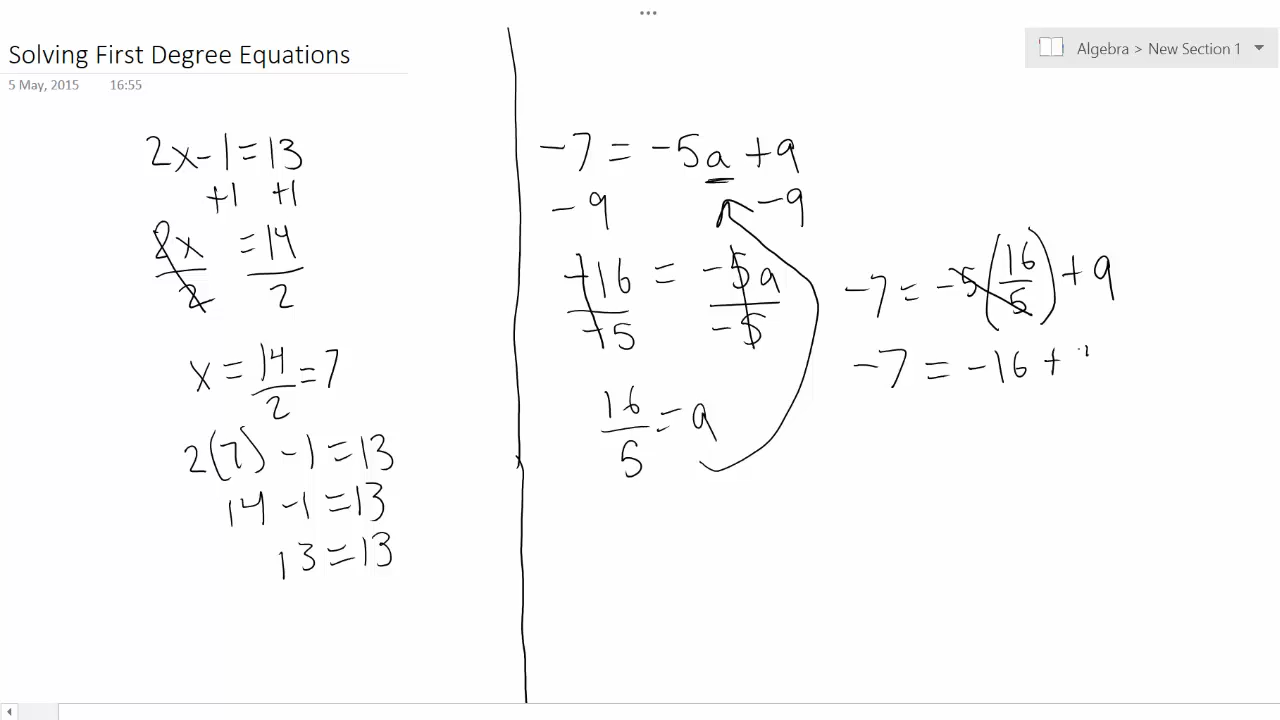 Solving First Degree Equations
5 May, 2015 16:55
Algebra > New Section 1
2x - 1 = 13
+1 +1
2x = 14
2 2
x = 14/2 = 7
2(7) - 1 = 13
14 - 1 = 13
13 = 13
-7 = -5a + 9
-9 -9
-16 = -5a
-5 -5
16/5 = a
-7 = -5(16/5) + 9
-7 = -16 +